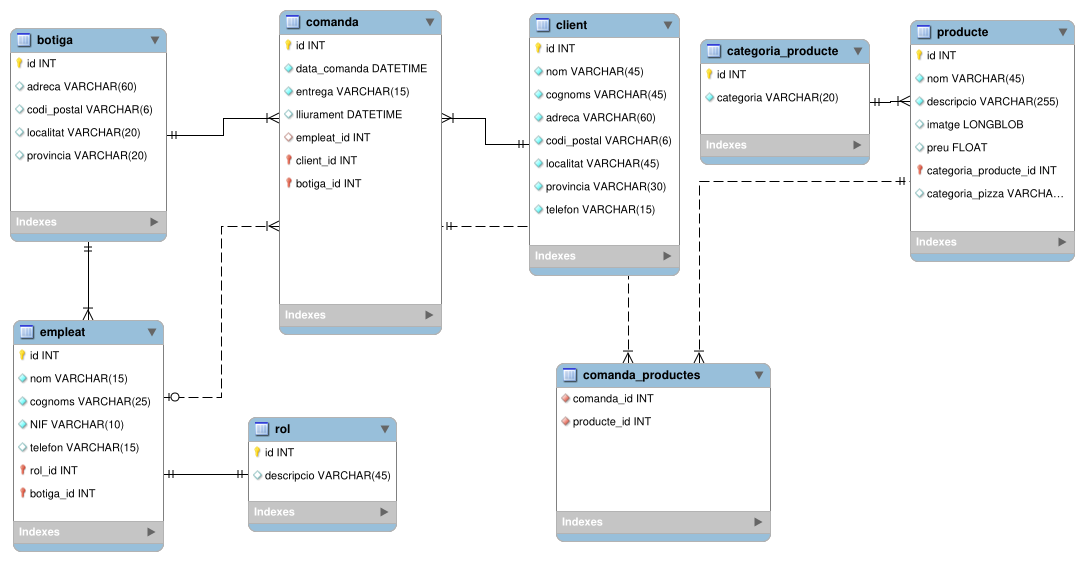 botiga
id INT
adreca VARCHAR(60)
codi_postal VARCHAR(6)
localitat VARCHAR(20)
provincia VARCHAR(20)
Indexes
comanda
id INT
data_comanda DATETIME
entrega VARCHAR(15)
lliurament DATETIME
empleat_id INT
client_id INT
botiga_id INT
Indexes
client
id INT
nom VARCHAR(45)
cognoms VARCHAR(45)
adreca VARCHAR(60)
codi_postal VARCHAR(6)
localitat VARCHAR(45)
provincia VARCHAR(30)
telefon VARCHAR(15)
Indexes
categoria_producte
id INT
categoria VARCHAR(20)
Indexes
producte
id INT
nom VARCHAR(45)
descripcio VARCHAR(255)
imatge LONGBLOB
preu FLOAT
categoria_producte_id INT
categoria_pizza VARCHA...
Indexes
empleat
id INT
nom VARCHAR(15)
cognoms VARCHAR(25)
NIF VARCHAR(10)
telefon VARCHAR(15)
rol_id INT
botiga_id INT
Indexes
rol
id INT
descripcio VARCHAR(45)
Indexes
comanda_productes
comanda_id INT
producte_id INT
Indexes